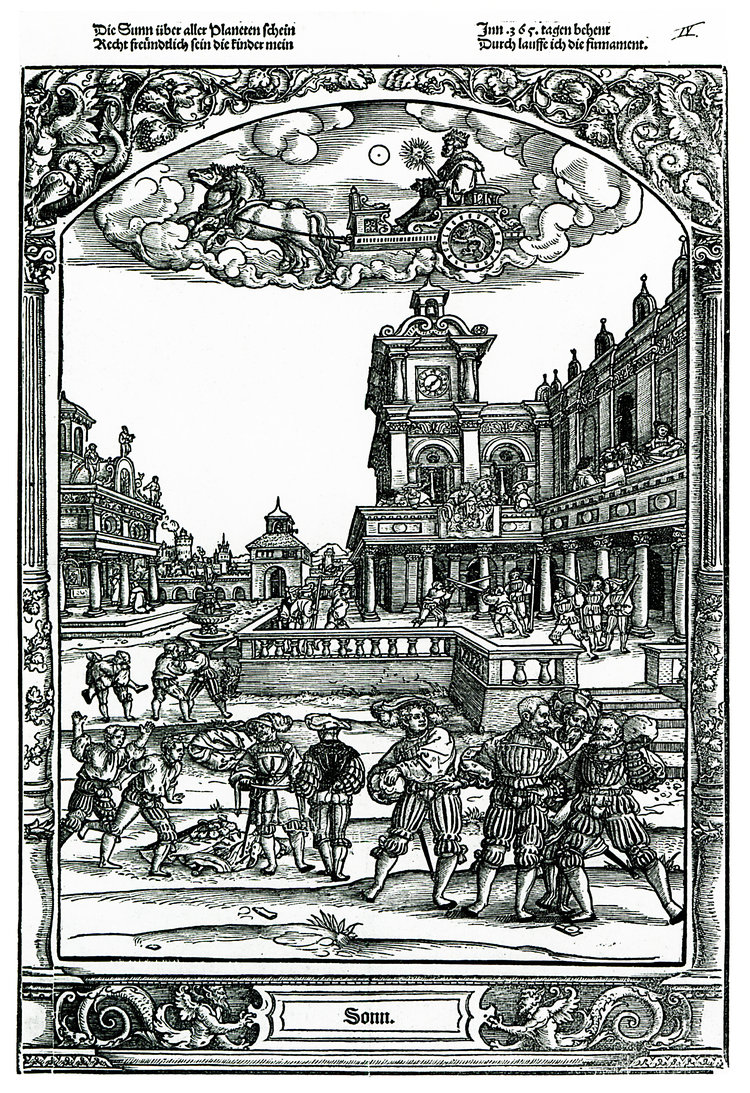 Die Sunn über aller Planeten schein
Recht freündtlich sein die kinder mein
Inn .365. tagen behent
Durch lauffe ich die firmament.
IV.
Sonn.